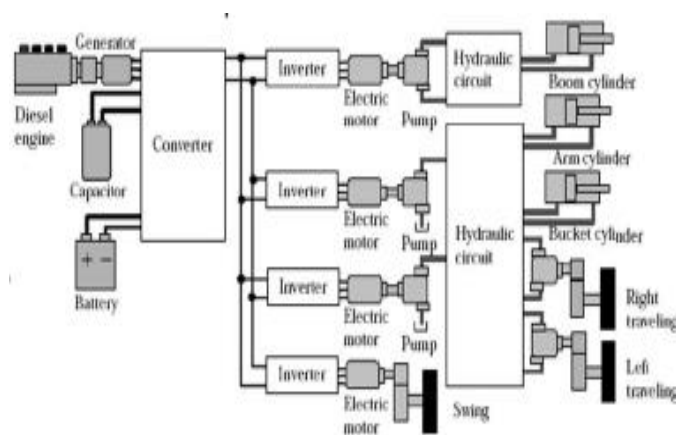 Generator
Diesel
engine
Capacitor
+ −
Battery
Converter
Inverter
Electric
motor
Pump
Hydraulic
circuit
Boom cylinder
Arm cylinder
Inverter
Electric
motor
Pump
Hydraulic
circuit
Bucket cylinder
Inverter
Electric
motor
Pump
Right
traveling
Inverter
Electric
motor
Swing
Left
traveling